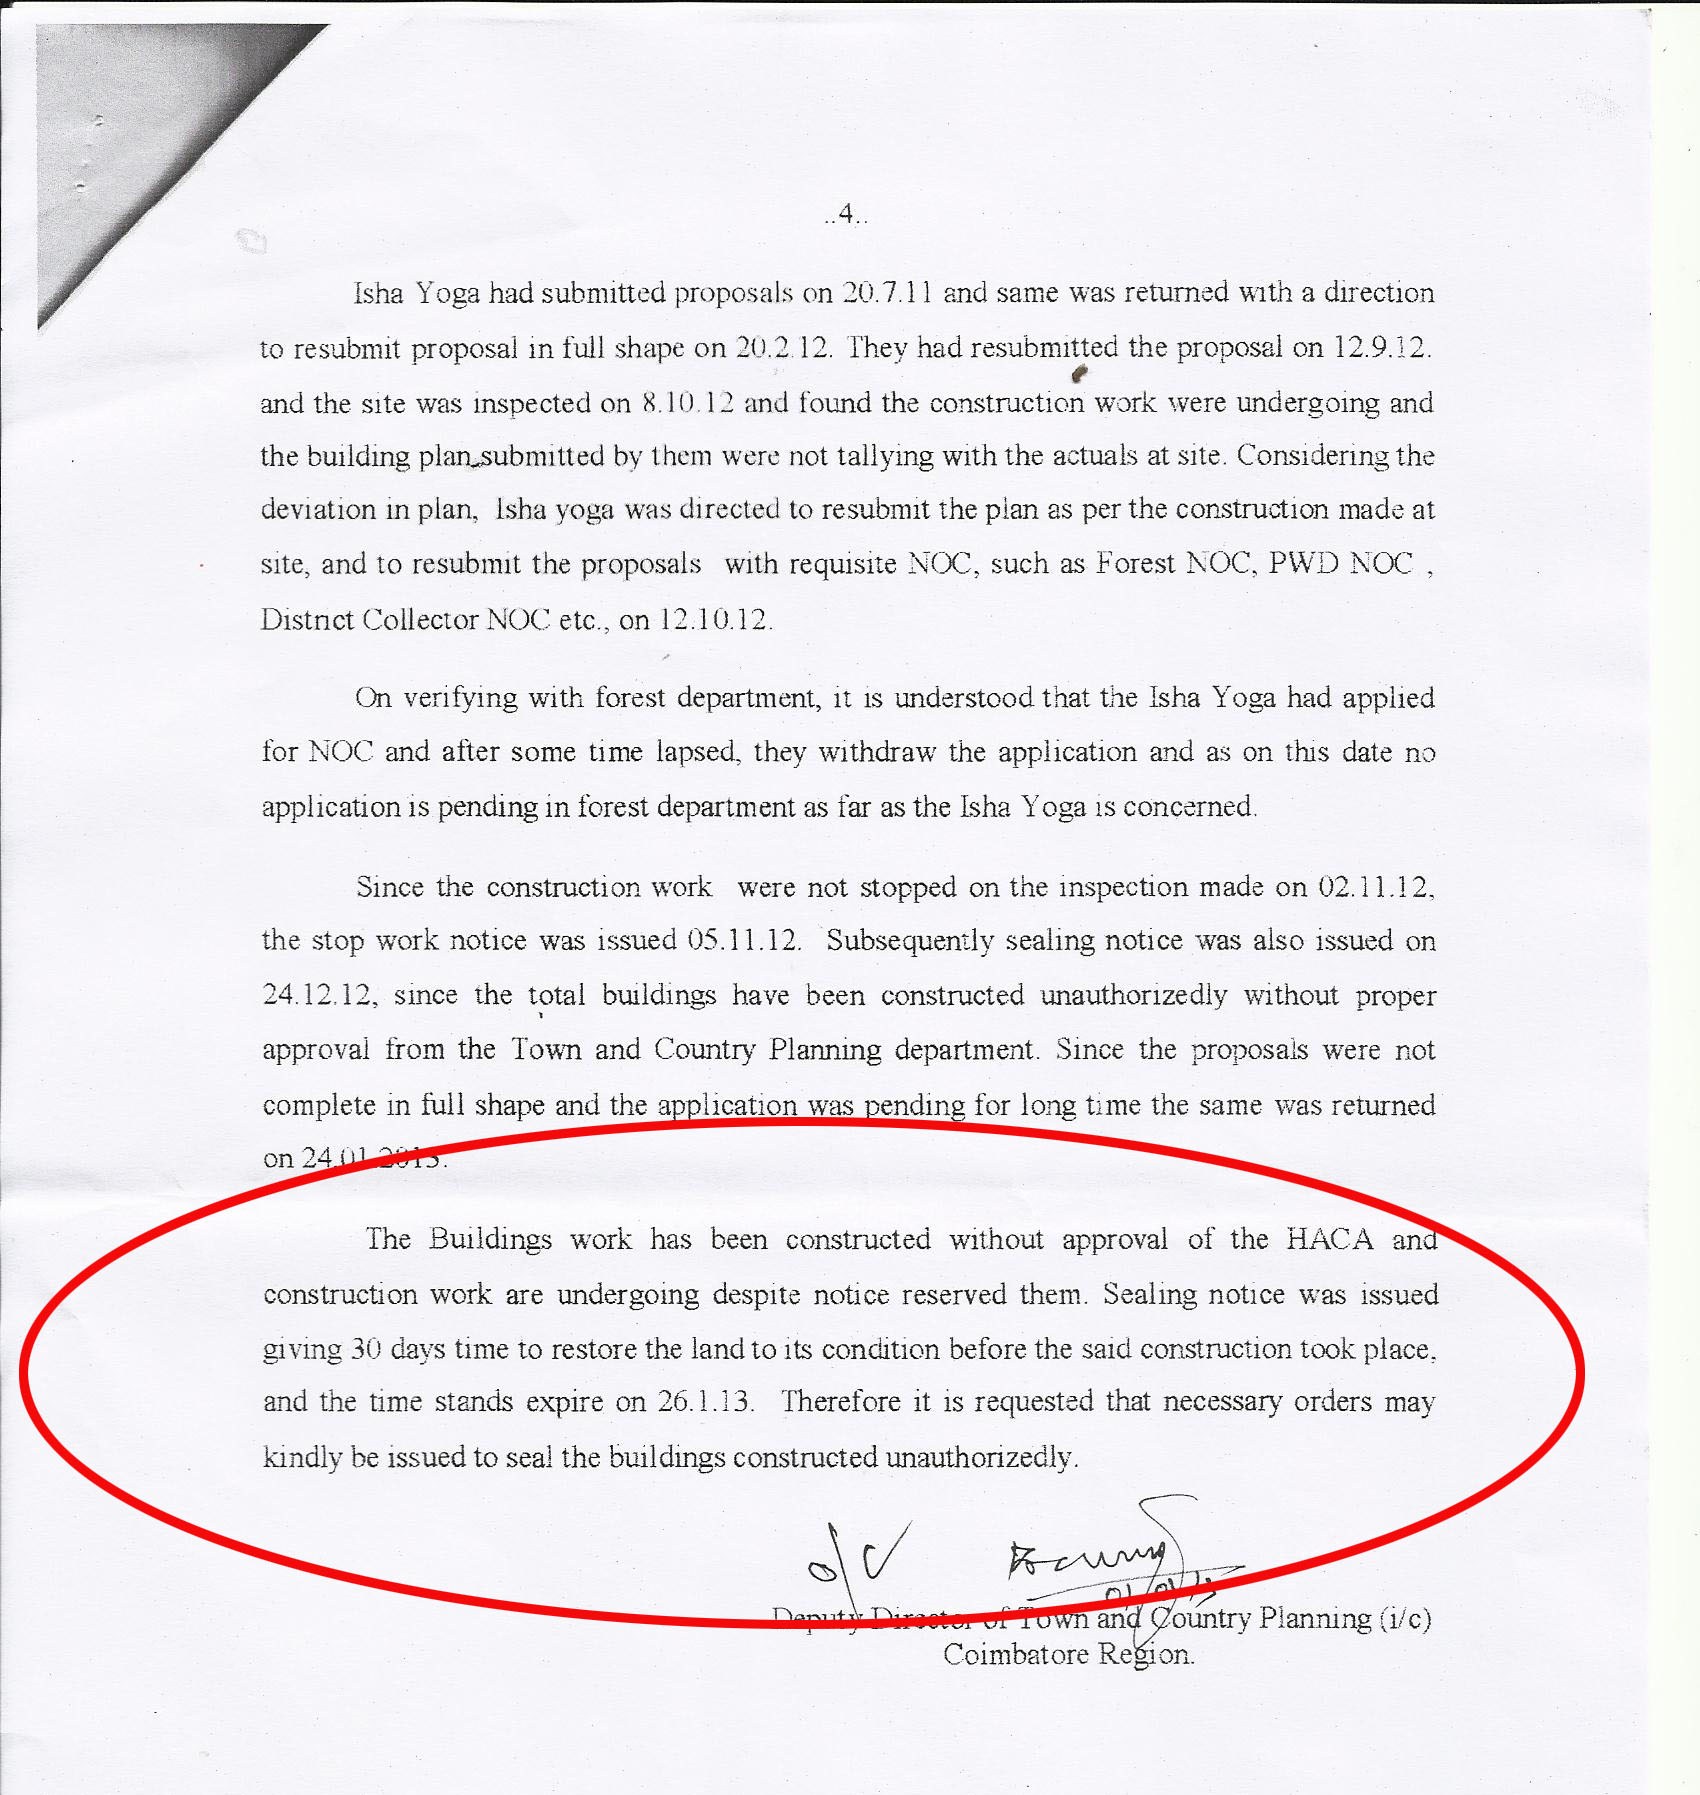 ..4..
Isha Yoga had submitted proposals on 20.7.11 and same was returned with a direction
to resubmit proposal in full shape on 20.2.12. They had resubmitted the proposal on 12.9.12.
and the site was inspected on 8.10.12 and found the construction work were undergoing and
the building plan submitted by them were not tallying with the actuals at site. Considering the
deviation in plan, Isha yoga was directed to resubmit the plan as per the construction made at
site, and to resubmit the proposals with requisite NOC, such as Forest NOC, PWD NOC ,
District Collector NOC etc., on 12.10.12.
On verifying with forest department, it is understood that the Isha Yoga had applied
for NOC and after some time lapsed, they withdraw the application and as on this date no
application is pending in forest department as far as the Isha Yoga is concerned.
Since the construction work were not stopped on the inspection made on 02.11.12,
the stop work notice was issued 05.11.12. Subsequently sealing notice was also issued on
24.12.12, since the total buildings have been constructed unauthorizedly without proper
approval from the Town and Country Planning department. Since the proposals were not
complete in full shape and the application was pending for long time the same was returned
on 24.01.2013.
The Buildings work has been constructed without approval of the HACA and
construction work are undergoing despite notice reserved them. Sealing notice was issued
giving 30 days time to restore the land to its condition before the said construction took place,
and the time stands expire on 26.1.13. Therefore it is requested that necessary orders may
kindly be issued to seal the buildings constructed unauthorizedly.
o/c
Deputy Director of Town and Country Planning (i/c)
Coimbatore Region.